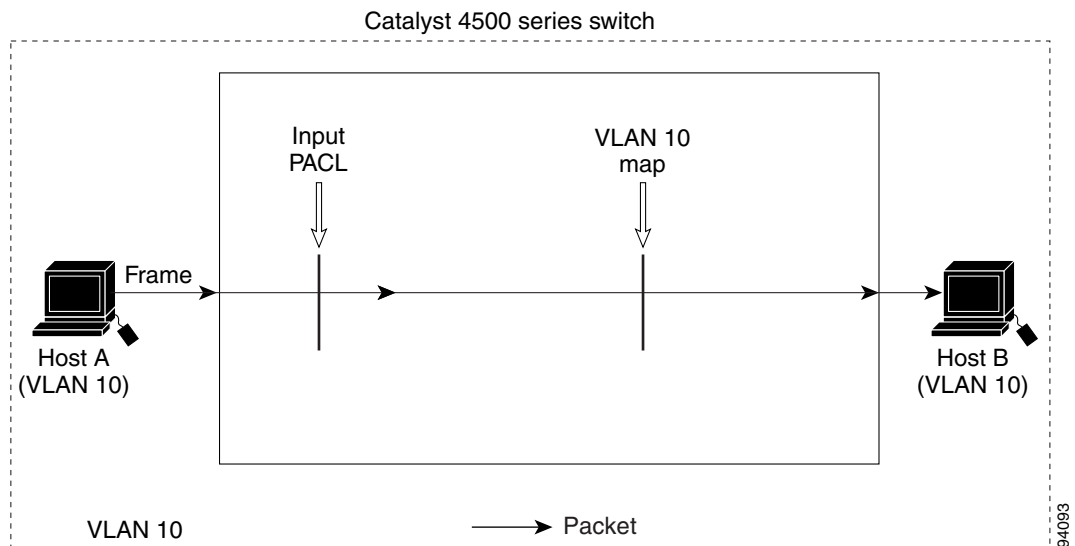 Catalyst 4500 series switch
Input
PACL
VLAN 10
map
Frame
Host A
(VLAN 10)
Host B
(VLAN 10)
VLAN 10
Packet
94093